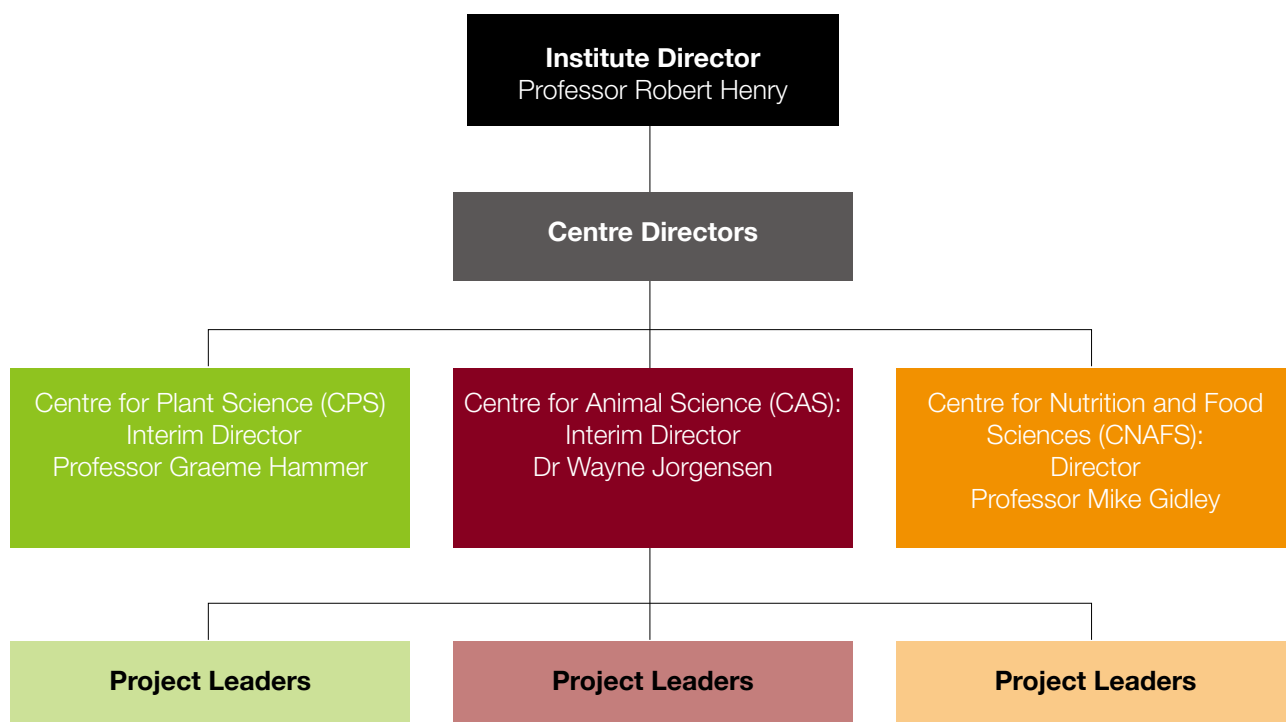 Institute Director
Professor Robert Henry
Centre Directors
Centre for Plant Science (CPS)
Interim Director
Professor Graeme Hammer
Centre for Animal Science (CAS):
Interim Director
Dr Wayne Jorgensen
Centre for Nutrition and Food
Sciences (CNAFS):
Director
Professor Mike Gidley
Project Leaders
Project Leaders
Project Leaders